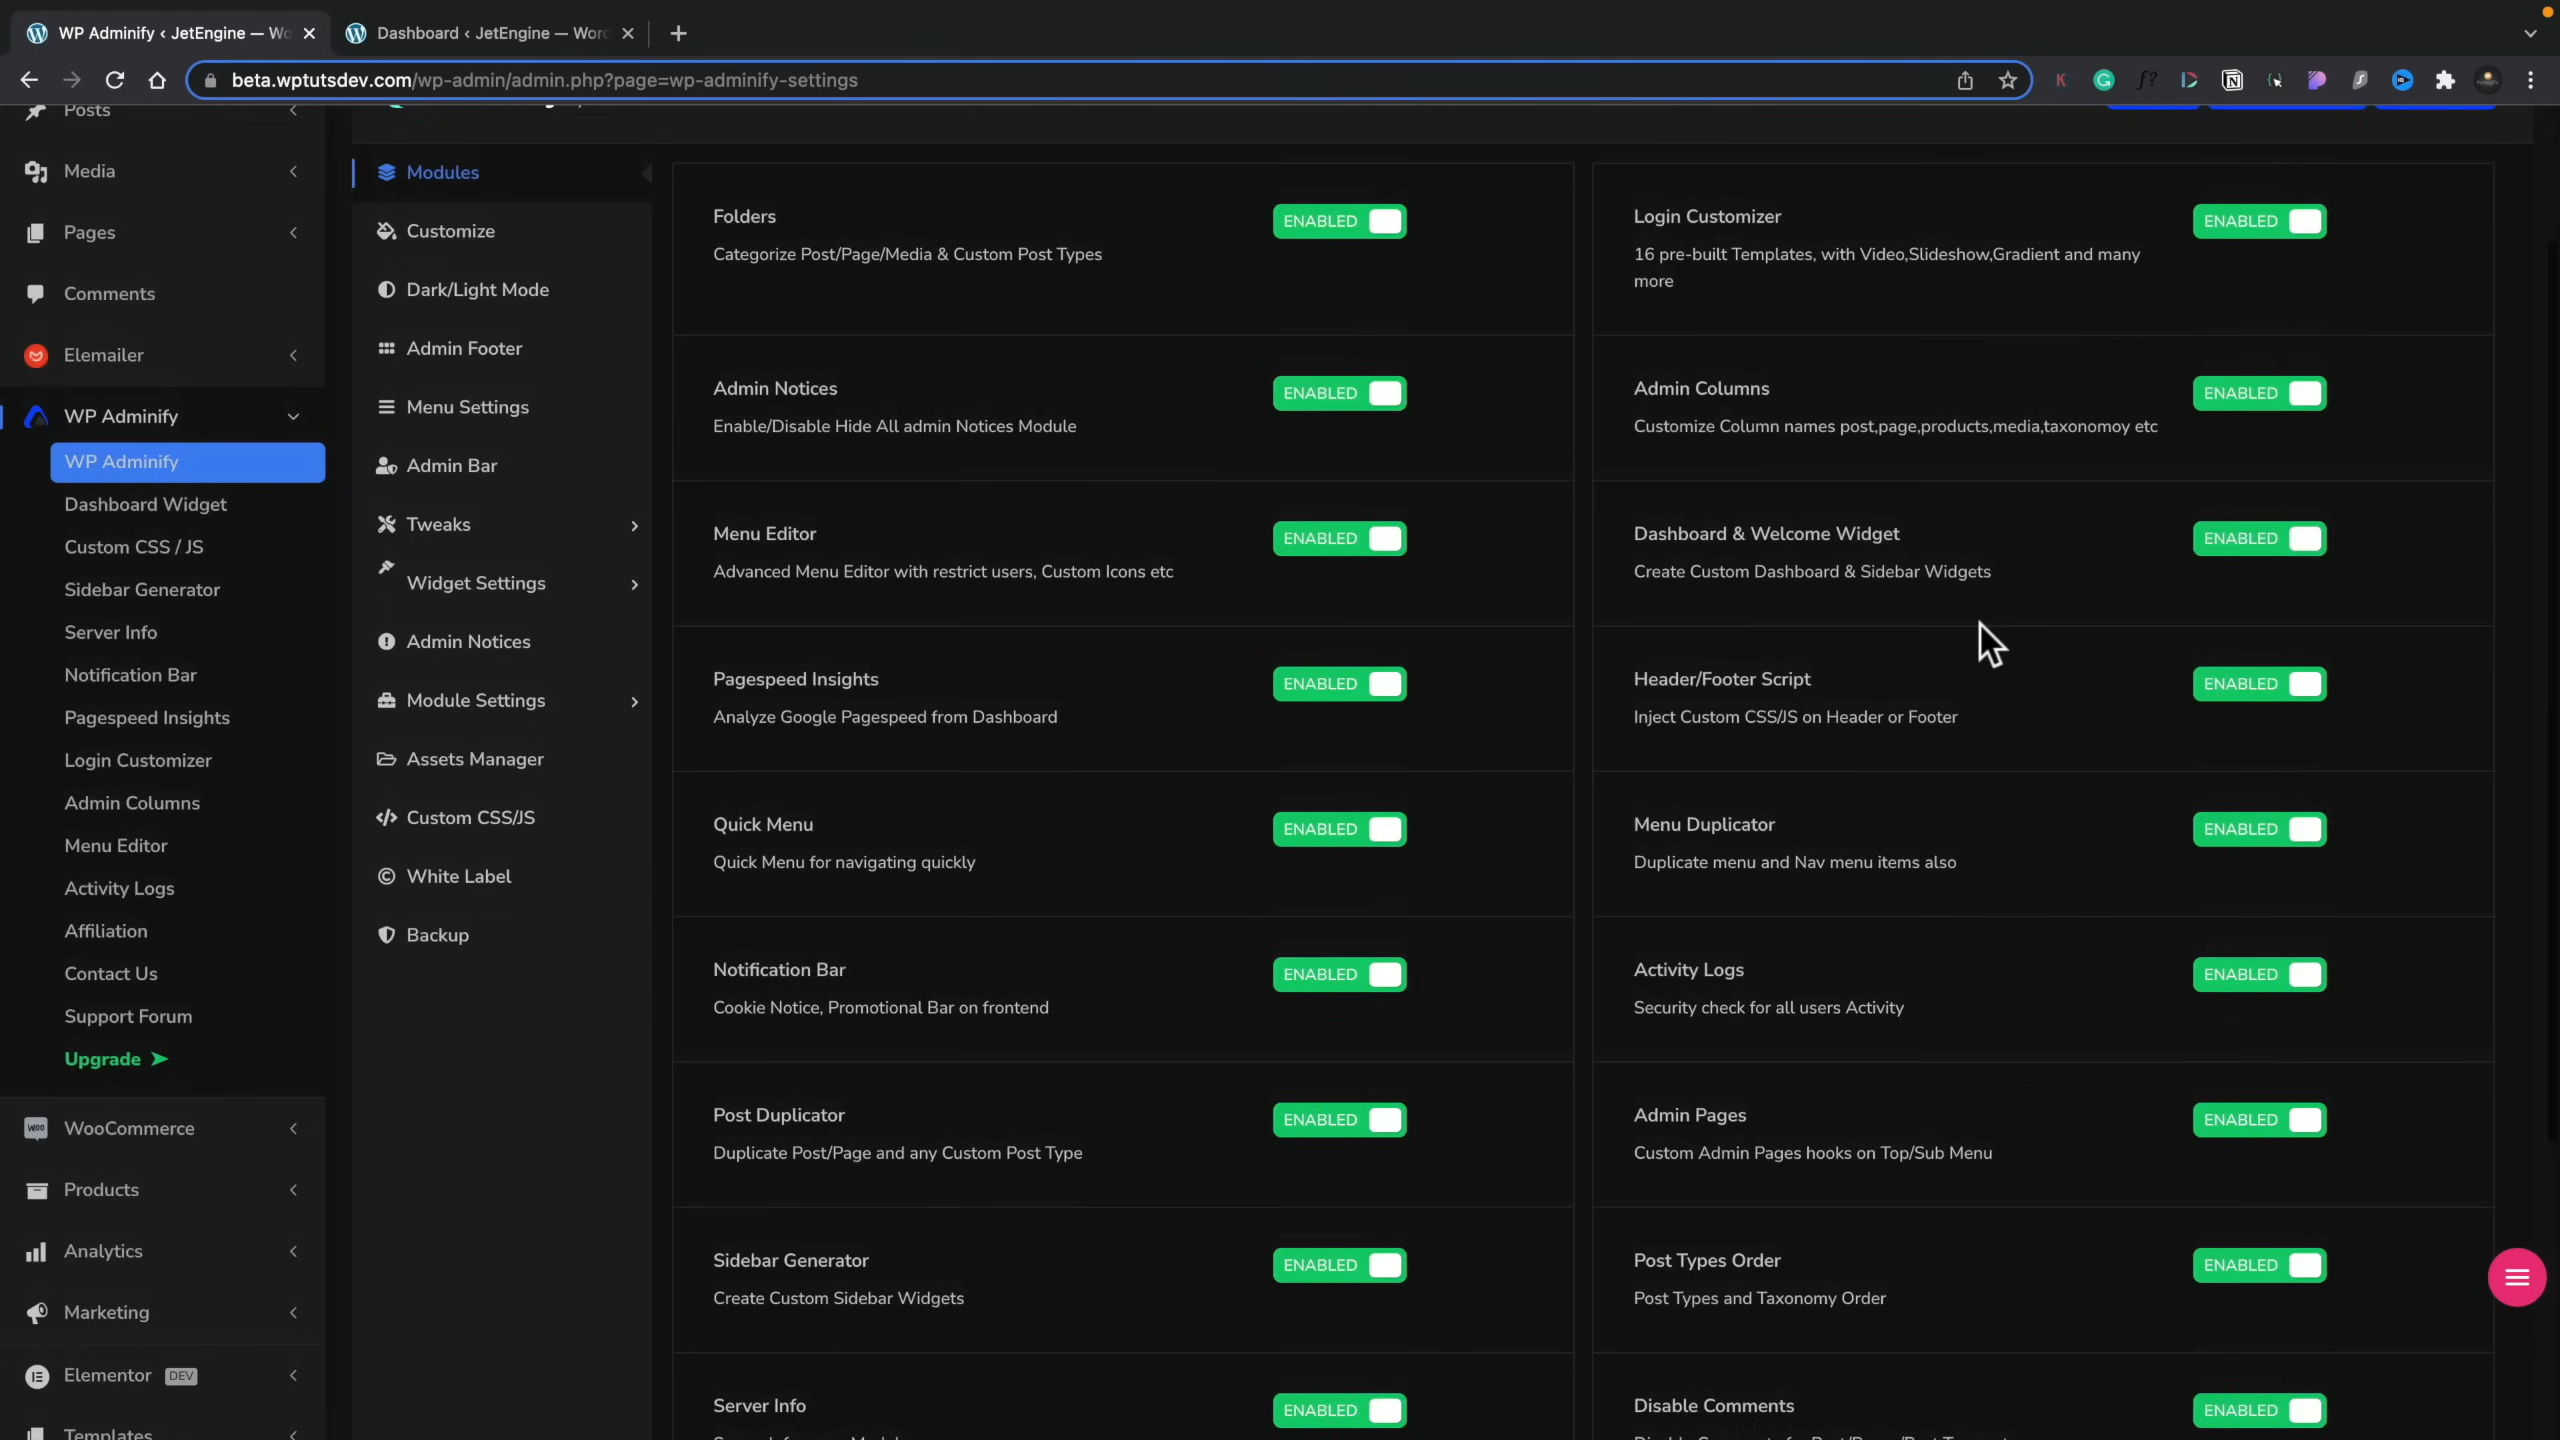 WP Adminify ‹ JetEngine — Wo
Dashboard ‹ JetEngine — Wor
beta.wptutsdev.com/wp-admin/admin.php?page=wp-adminify-settings
Posts
Media
Pages
Comments
Elemailer
WP Adminify
WP Adminify
Dashboard Widget
Custom CSS / JS
Sidebar Generator
Server Info
Notification Bar
Pagespeed Insights
Login Customizer
Admin Columns
Menu Editor
Activity Logs
Affiliation
Contact Us
Support Forum
Upgrade
WooCommerce
Products
Analytics
Marketing
Elementor DEV
Templates
Modules
Customize
Dark/Light Mode
Admin Footer
Menu Settings
Admin Bar
Tweaks
Widget Settings
Admin Notices
Module Settings
Assets Manager
Custom CSS/JS
White Label
Backup
Folders
Categorize Post/Page/Media & Custom Post Types
ENABLED
Login Customizer
16 pre-built Templates, with Video,Slideshow,Gradient and many
more
ENABLED
Admin Notices
Enable/Disable Hide All admin Notices Module
ENABLED
Admin Columns
Customize Column names post,page,products,media,taxonomoy etc
ENABLED
Menu Editor
Advanced Menu Editor with restrict users, Custom Icons etc
ENABLED
Dashboard & Welcome Widget
Create Custom Dashboard & Sidebar Widgets
ENABLED
Pagespeed Insights
Analyze Google Pagespeed from Dashboard
ENABLED
Header/Footer Script
Inject Custom CSS/JS on Header or Footer
ENABLED
Quick Menu
Quick Menu for navigating quickly
ENABLED
Menu Duplicator
Duplicate menu and Nav menu items also
ENABLED
Notification Bar
Cookie Notice, Promotional Bar on frontend
ENABLED
Activity Logs
Security check for all users Activity
ENABLED
Post Duplicator
Duplicate Post/Page and any Custom Post Type
ENABLED
Admin Pages
Custom Admin Pages hooks on Top/Sub Menu
ENABLED
Sidebar Generator
Create Custom Sidebar Widgets
ENABLED
Post Types Order
Post Types and Taxonomy Order
ENABLED
Server Info
ENABLED
Disable Comments
ENABLED